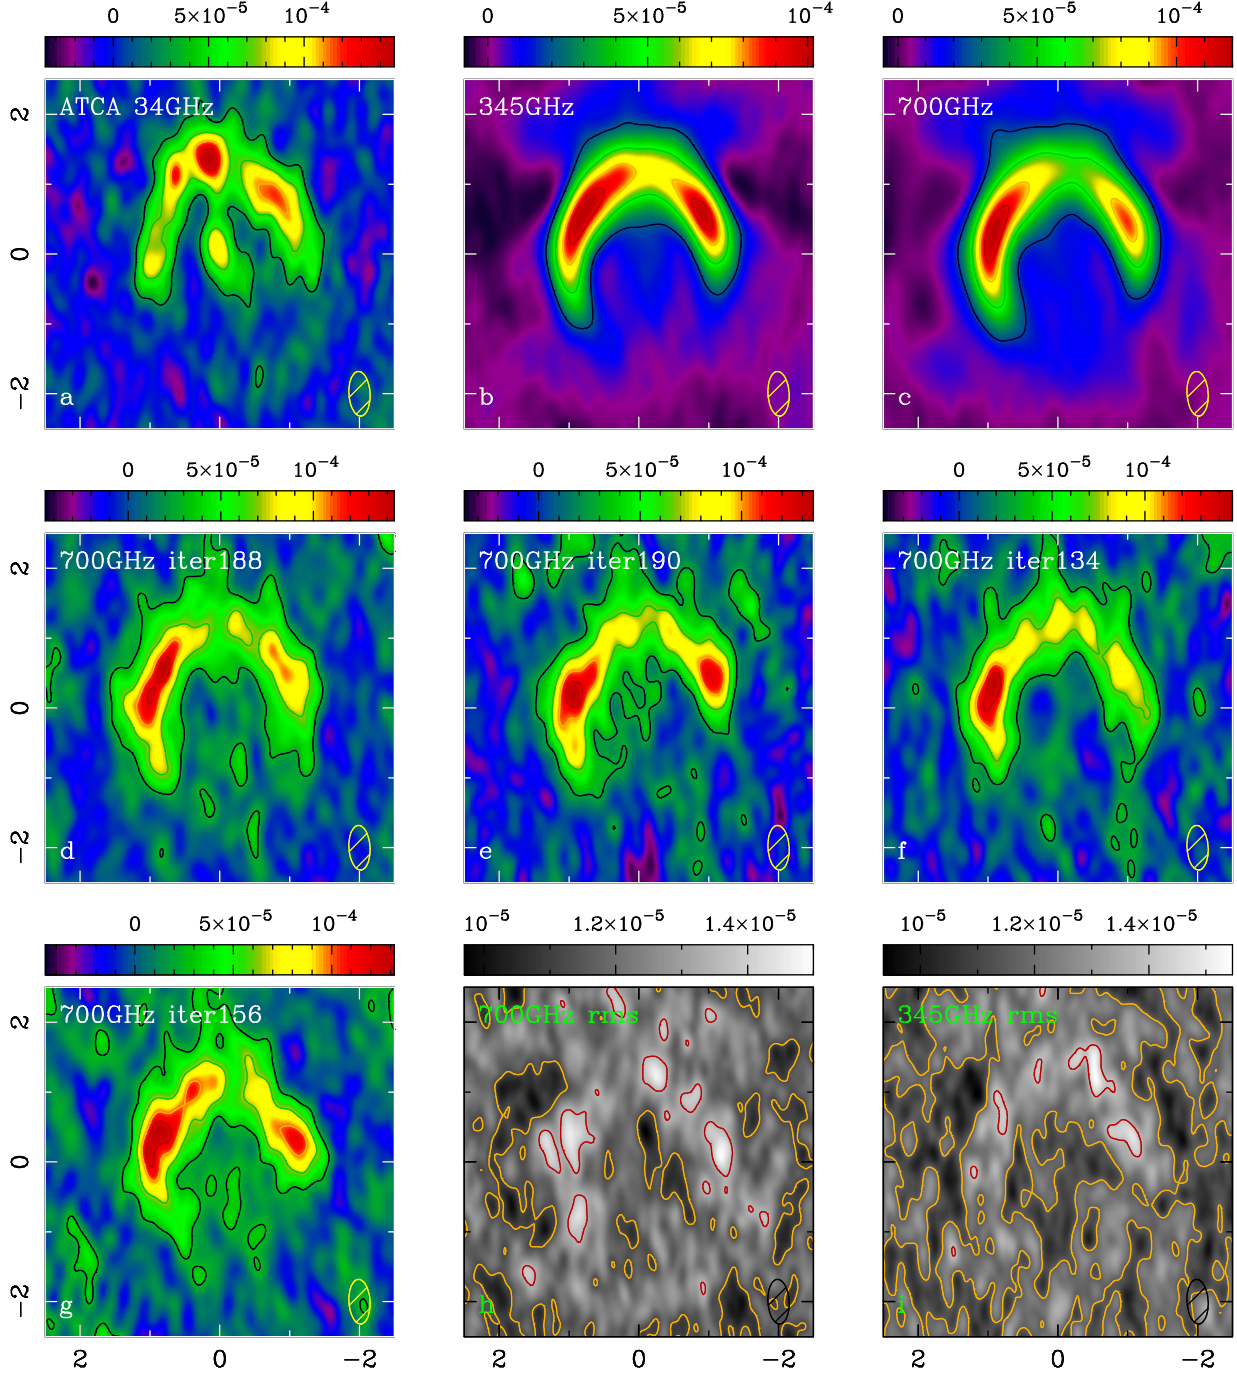 0 5×10⁻⁵ 10⁻⁴
0 5×10⁻⁵ 10⁻⁴
0 5×10⁻⁵ 10⁻⁴
ATCA 34GHz
345GHz
700GHz
2
0
−2
a
b
c
0 5×10⁻⁵ 10⁻⁴
0 5×10⁻⁵ 10⁻⁴
0 5×10⁻⁵ 10⁻⁴
700GHz iter188
700GHz iter190
700GHz iter134
2
0
−2
d
e
f
0 5×10⁻⁵ 10⁻⁴
10⁻⁵ 1.2×10⁻⁵ 1.4×10⁻⁵
10⁻⁵ 1.2×10⁻⁵ 1.4×10⁻⁵
700GHz iter156
700GHz rms
345GHz rms
2
0
−2
g
h
i
2 0 −2
2 0 −2
2 0 −2